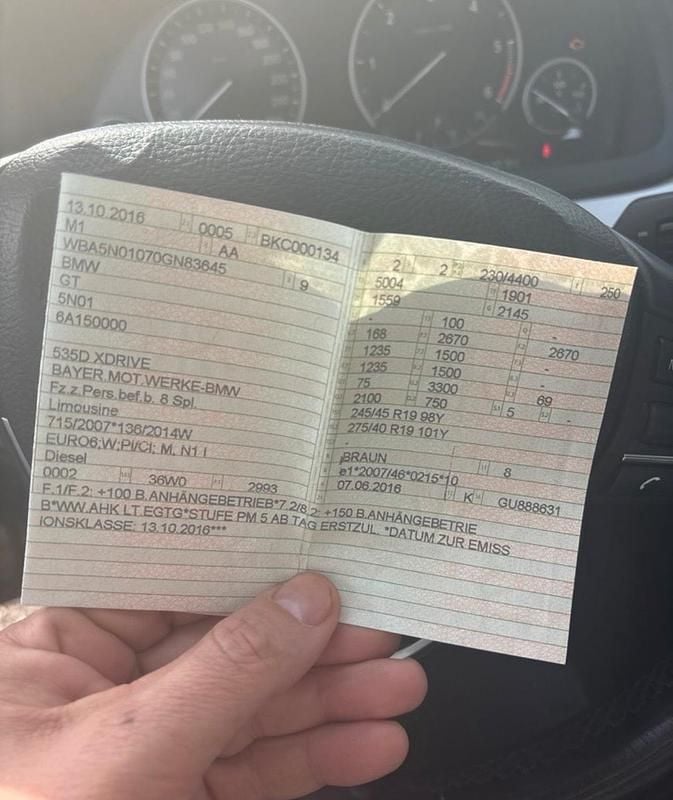 13.10.2016 0005 BKC000134
M1 AA
WBA5N01070GN83645 9
BMW
GT
5N01
6A150000
535D XDRIVE
BAYER.MOT.WERKE-BMW
Fz.z.Pers.bef.b. 8 Spl.
Limousine
715/2007*136/2014W
EURO6;W;PI/CI; M, N1 I
Diesel
0002 36W0 2993
2 2 230/4400 250
5004 1901
1559 2145
- 100 -
168 2670 2670
1235 1500 -
1235 1500 -
75 3300 69
2100 750 5 -
245/45 R19 98Y
275/40 R19 101Y
-
BRAUN 8
e1*2007/46*0215*10
07.06.2016 K GU888631
F.1/F.2: +100 B.ANHÄNGEBETRIEB*7.2/8.2: +150 B.ANHÄNGEBETRIE
B*WW.AHK LT.EGTG*STUFE PM 5 AB TAG ERSTZUL. *DATUM ZUR EMISS
IONSKLASSE: 13.10.2016***
1 2 4 5 6